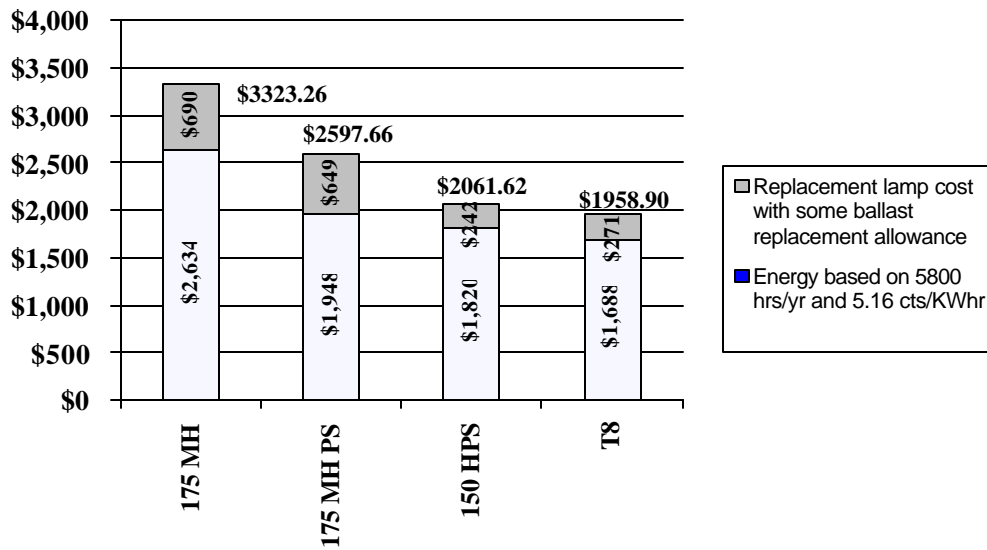 $4,000
$3,500
$3,000
$2,500
$2,000
$1,500
$1,000
$500
$0
$3323.26
$2597.66
$2061.62
$1958.90
$690
$649
$242
$271
$2,634
$1,948
$1,820
$1,688
175 MH
175 MH PS
150 HPS
T8
Replacement lamp cost
with some ballast
replacement allowance
Energy based on 5800
hrs/yr and 5.16 cts/KWhr